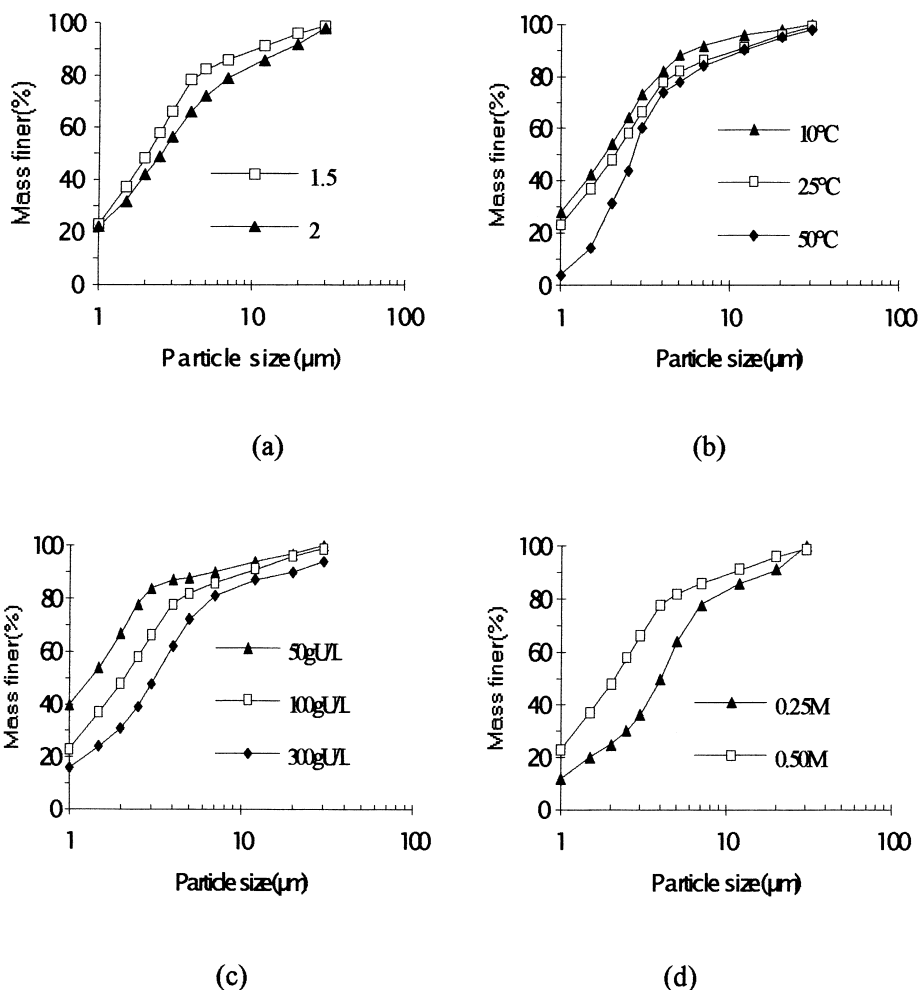 100
80
60
40
20
0
Mass finer(%)
1.5
2
1 10 100
Particle size(µm)
(a)
100
80
60
40
20
0
Mass finer(%)
10°C
25°C
50°C
1 10 100
Particle size(µm)
(b)
100
80
60
40
20
0
Mass finer(%)
50gU/L
100gU/L
300gU/L
1 10 100
Particle size(µm)
(c)
100
80
60
40
20
0
Mass finer(%)
0.25M
0.50M
1 10 100
Particle size(µm)
(d)